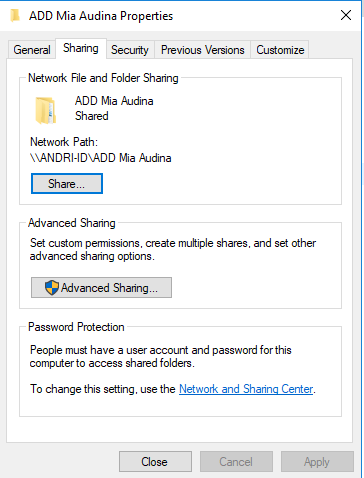 ADD Mia Audina Properties
General
Sharing
Security
Previous Versions
Customize
Network File and Folder Sharing
ADD Mia Audina
Shared
Network Path:
\\ANDRI-ID\ADD Mia Audina
Share...
Advanced Sharing
Set custom permissions, create multiple shares, and set other
advanced sharing options.
Advanced Sharing...
Password Protection
People must have a user account and password for this
computer to access shared folders.
To change this setting, use the Network and Sharing Center.
Close
Cancel
Apply